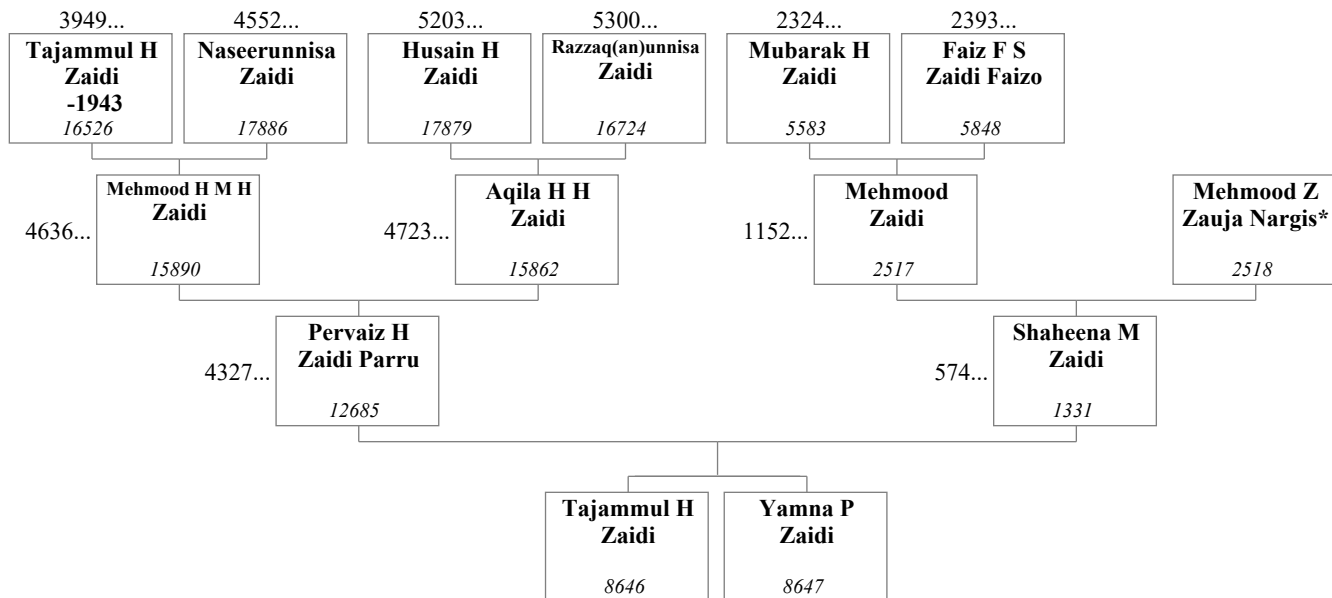 3949...
4552...
5203...
5300...
2324...
2393...
Tajammul H
Zaidi
-1943
16526
Naseerunnisa
Zaidi
17886
Husain H
Zaidi
17879
Razzaq(an)unnisa
Zaidi
16724
Mubarak H
Zaidi
5583
Faiz F S
Zaidi Faizo
5848
4636...
Mehmood H M H
Zaidi
15890
4723...
Aqila H H
Zaidi
15862
1152...
Mehmood
Zaidi
2517
Mehmood Z
Zauja Nargis*
2518
4327...
Pervaiz H
Zaidi Parru
12685
574...
Shaheena M
Zaidi
1331
Tajammul H
Zaidi
8646
Yamna P
Zaidi
8647